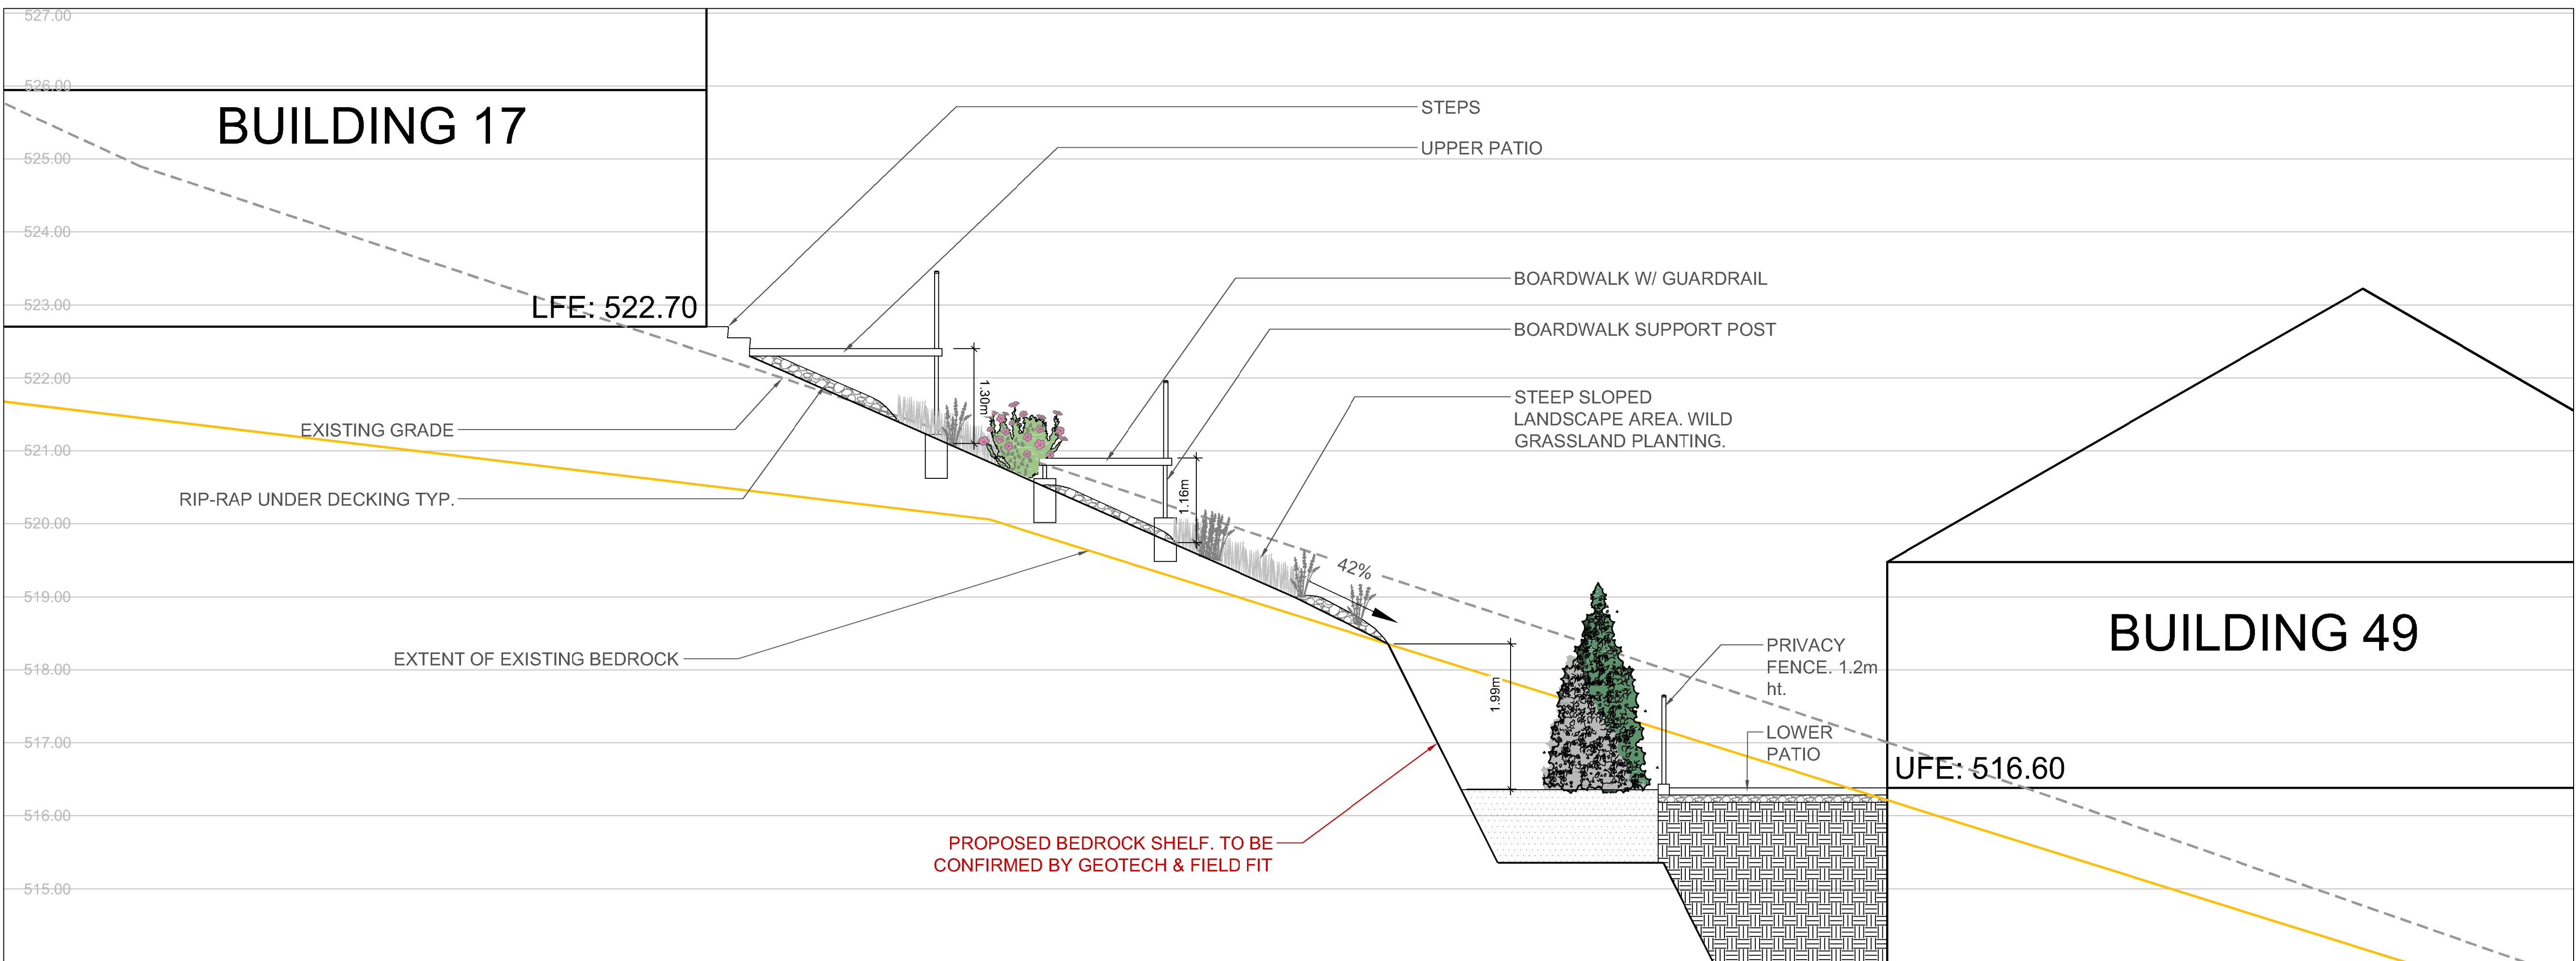 527.00
526.00
BUILDING 17
STEPS
525.00
UPPER PATIO
524.00
BOARDWALK W/ GUARDRAIL
523.00
LFE: 522.70
BOARDWALK SUPPORT POST
522.00
1.30m
STEEP SLOPED
LANDSCAPE AREA. WILD
GRASSLAND PLANTING.
EXISTING GRADE
521.00
RIP-RAP UNDER DECKING TYP.
1.16m
520.00
42%
519.00
BUILDING 49
EXTENT OF EXISTING BEDROCK
PRIVACY
FENCE. 1.2m
ht.
518.00
1.99m
517.00
LOWER
PATIO
UFE: 516.60
516.00
PROPOSED BEDROCK SHELF. TO BE
CONFIRMED BY GEOTECH & FIELD FIT
515.00